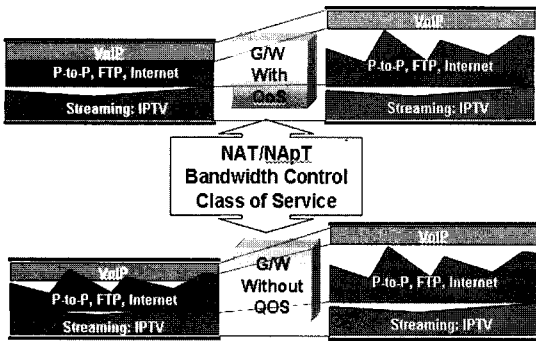 VoIP
P-to-P, FTP, Internet
Streaming: IPTV
G/W
With
QoS
VoIP
P-to-P, FTP, Internet
Streaming: IPTV
NAT/NApT
Bandwidth Control
Class of Service
VoIP
P-to-P, FTP, Internet
Streaming: IPTV
G/W
Without
QOS
VoIP
P-to-P, FTP, Internet
Streaming: IPTV